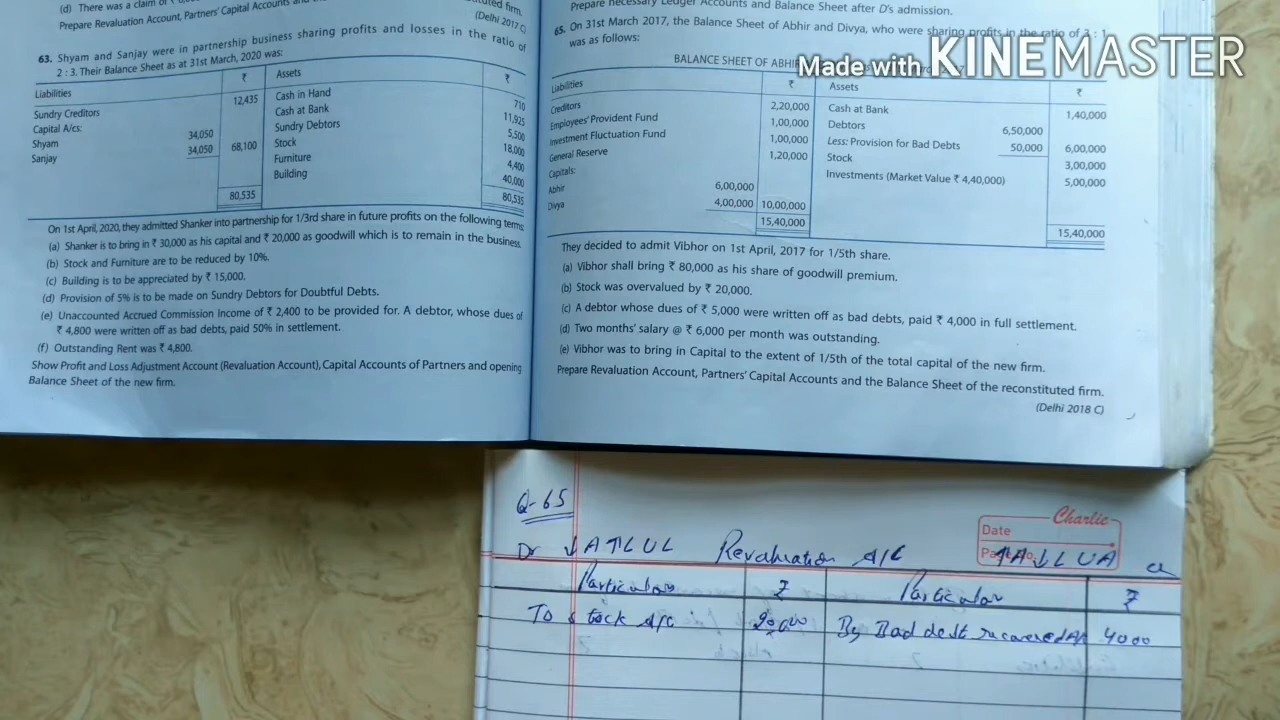 (d) There was a claim of ₹
Prepare Revaluation Account, Partners' Capital Accounts and the
uted firm.
(Delhi 2017 C)
63. Shyam and Sanjay were in partnership business sharing profits and losses in the ratio of
2 : 3. Their Balance Sheet as at 31st March, 2020 was:
Liabilities ₹ Assets ₹
Sundry Creditors 12,435 Cash in Hand 710
Capital A/cs: Cash at Bank 11,925
Shyam 34,050 Sundry Debtors 5,500
Sanjay 34,050 68,100 Stock 18,000
Furniture 4,400
Building 40,000
80,535 80,535
On 1st April, 2020, they admitted Shanker into partnership for 1/3rd share in future profits on the following terms
(a) Shanker is to bring in ₹ 30,000 as his capital and ₹ 20,000 as goodwill which is to remain in the business.
(b) Stock and Furniture are to be reduced by 10%.
(c) Building is to be appreciated by ₹ 15,000.
(d) Provision of 5% is to be made on Sundry Debtors for Doubtful Debts.
(e) Unaccounted Accrued Commission Income of ₹ 2,400 to be provided for. A debtor, whose dues of
₹ 4,800 were written off as bad debts, paid 50% in settlement.
(f) Outstanding Rent was ₹ 4,800.
Show Profit and Loss Adjustment Account (Revaluation Account), Capital Accounts of Partners and opening
Balance Sheet of the new firm.
Prepare necessary Ledger Accounts and Balance Sheet after D's admission.
65. On 31st March 2017, the Balance Sheet of Abhir and Divya, who were sharing profits in the ratio of 3 : 1
was as follows:
Made with KINEMASTER
BALANCE SHEET OF ABHIR
Liabilities ₹ Assets ₹
Creditors 2,20,000 Cash at Bank 1,40,000
Employees' Provident Fund 1,00,000 Debtors 6,50,000
Investment Fluctuation Fund 1,00,000 Less: Provision for Bad Debts 50,000 6,00,000
General Reserve 1,20,000 Stock 3,00,000
Capitals: Investments (Market Value ₹ 4,40,000) 5,00,000
Abhir 6,00,000
Divya 4,00,000 10,00,000
15,40,000 15,40,000
They decided to admit Vibhor on 1st April, 2017 for 1/5th share.
(a) Vibhor shall bring ₹ 80,000 as his share of goodwill premium.
(b) Stock was overvalued by ₹ 20,000.
(c) A debtor whose dues of ₹ 5,000 were written off as bad debts, paid ₹ 4,000 in full settlement.
(d) Two months' salary @ ₹ 6,000 per month was outstanding.
(e) Vibhor was to bring in Capital to the extent of 1/5th of the total capital of the new firm.
Prepare Revaluation Account, Partners' Capital Accounts and the Balance Sheet of the reconstituted firm.
(Delhi 2018 C)
Q-65
Charlie
Date
Dr ↓A↑L UL Revaluation A/c ↑A↓L UA Cr
Particulars ₹ Particular ₹
To Stock A/c 20,000 By Bad debt recovered A/c 4000